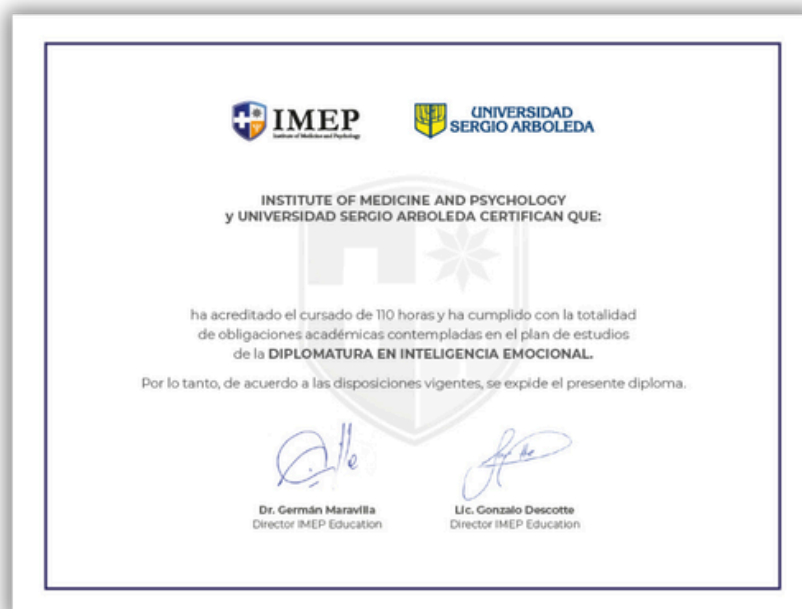 IMEP
Institute of Medicine and Psychology
UNIVERSIDAD
SERGIO ARBOLEDA
INSTITUTE OF MEDICINE AND PSYCHOLOGY
y UNIVERSIDAD SERGIO ARBOLEDA CERTIFICAN QUE:
ha acreditado el cursado de 110 horas y ha cumplido con la totalidad
de obligaciones académicas contempladas en el plan de estudios
de la DIPLOMATURA EN INTELIGENCIA EMOCIONAL.
Por lo tanto, de acuerdo a las disposiciones vigentes, se expide el presente diploma.
Dr. Germán Maravilla
Director IMEP Education
Lic. Gonzalo Descotte
Director IMEP Education